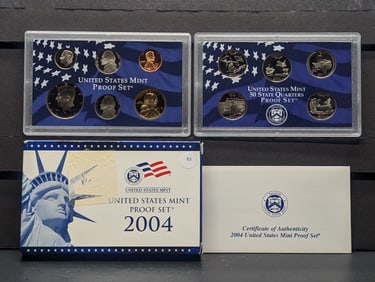 UNITED STATES MINT
PROOF SET
UNITED STATES MINT
50 STATE QUARTERS
PROOF SET
UNITED STATES MINT
UNITED STATES MINT
PROOF SET
2004
Certificate of Authenticity
2004 United States Mint Proof Set